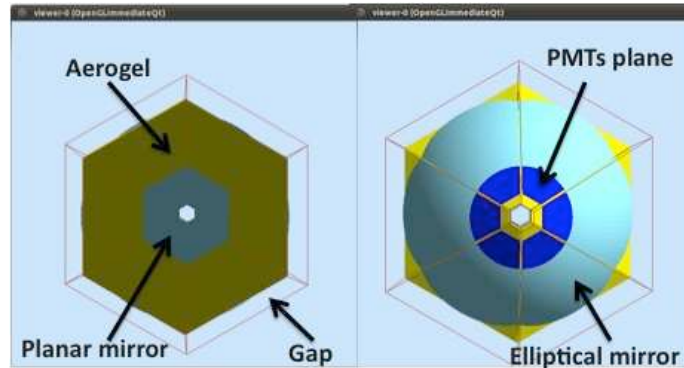 viewer-0 (OpenGLImmediateQt)
viewer-0 (OpenGLImmediateQt)
Aerogel
Planar mirror
Gap
PMTs plane
Elliptical mirror